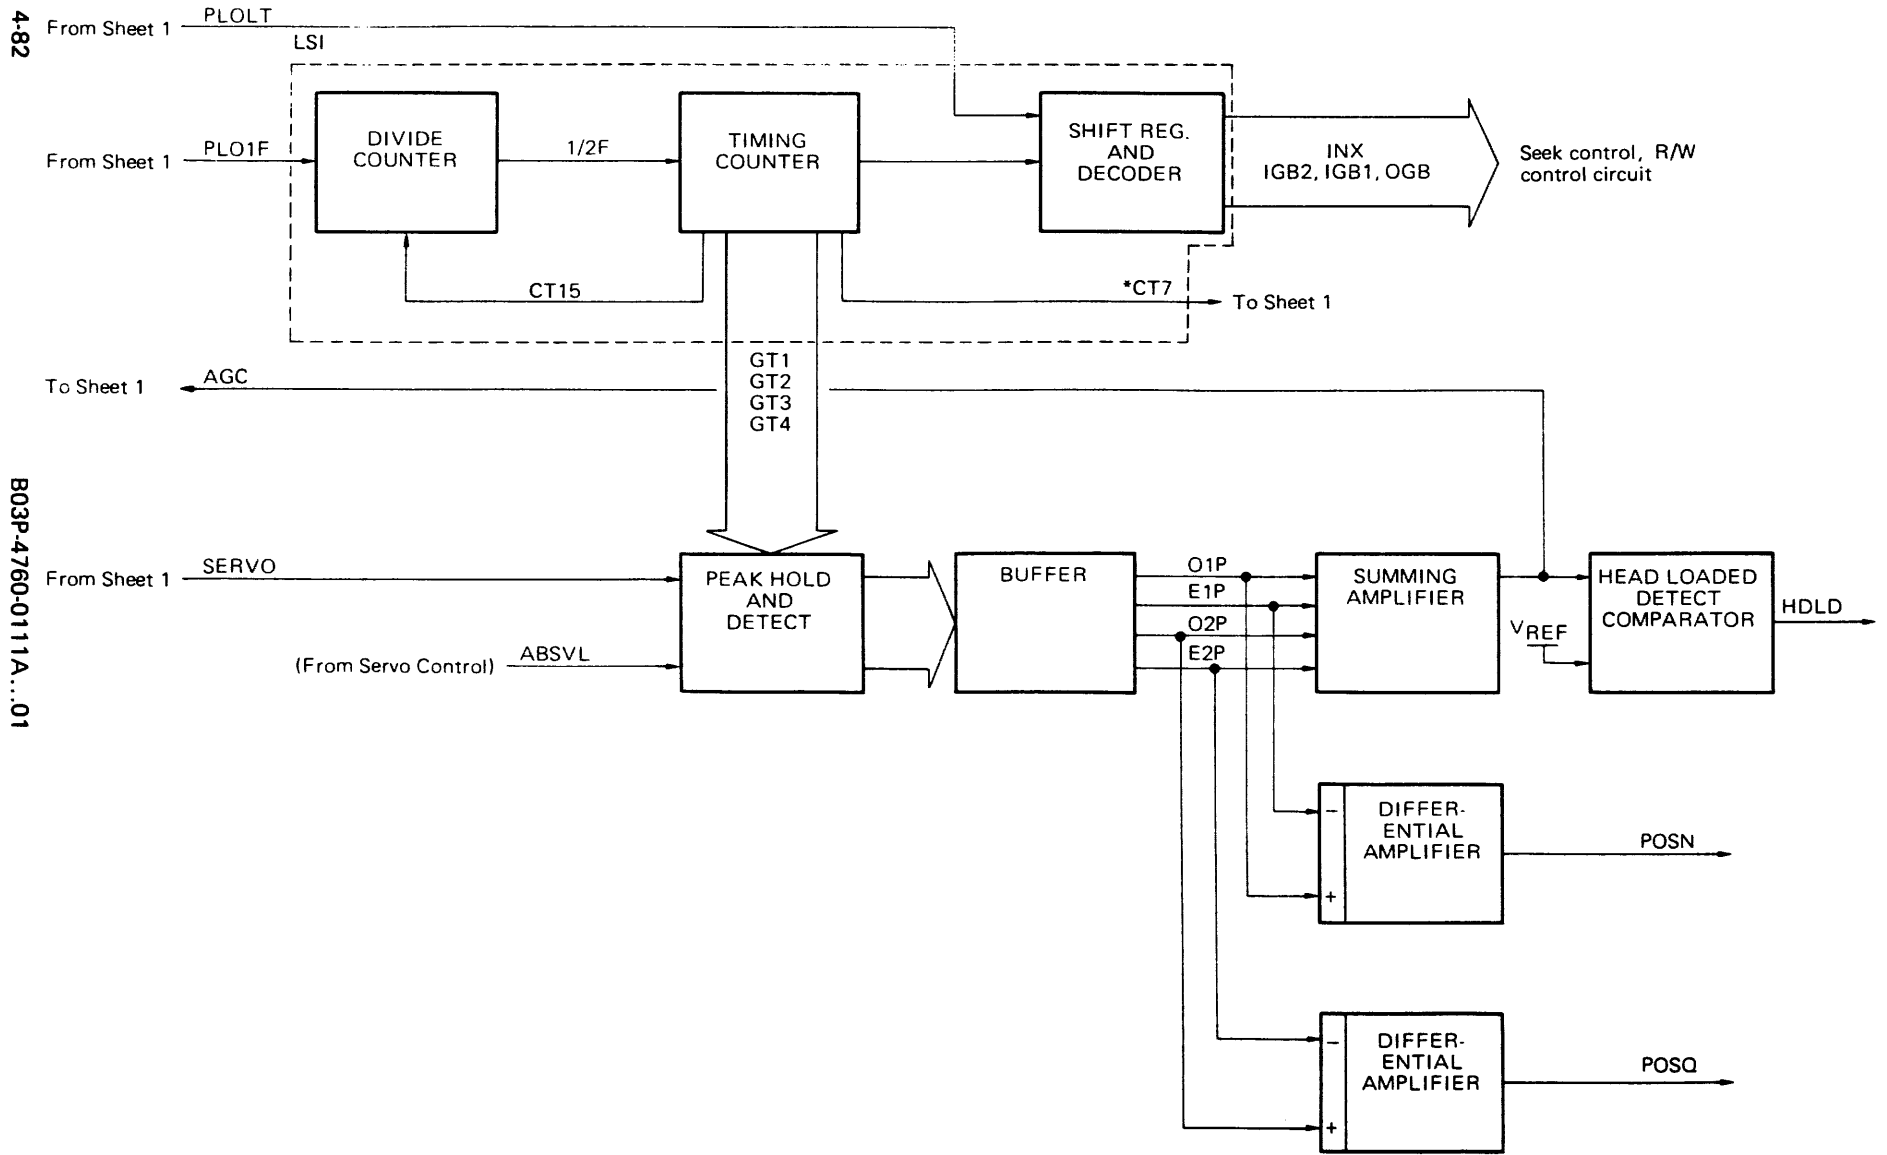 4-82
From Sheet 1
PLOLT
LSI
From Sheet 1
PLO1F
DIVIDE
COUNTER
1/2F
TIMING
COUNTER
SHIFT REG.
AND
DECODER
INX
IGB2, IGB1, OGB
Seek control, R/W
control circuit
CT15
*CT7
To Sheet 1
GT1
GT2
GT3
GT4
To Sheet 1
AGC
B03P-4760-0111A...01
From Sheet 1
SERVO
(From Servo Control)
ABSVL
PEAK HOLD
AND
DETECT
BUFFER
O1P
E1P
O2P
E2P
SUMMING
AMPLIFIER
VREF
HEAD LOADED
DETECT
COMPARATOR
HDLD
−
+
DIFFER-
ENTIAL
AMPLIFIER
POSN
−
+
DIFFER-
ENTIAL
AMPLIFIER
POSQ